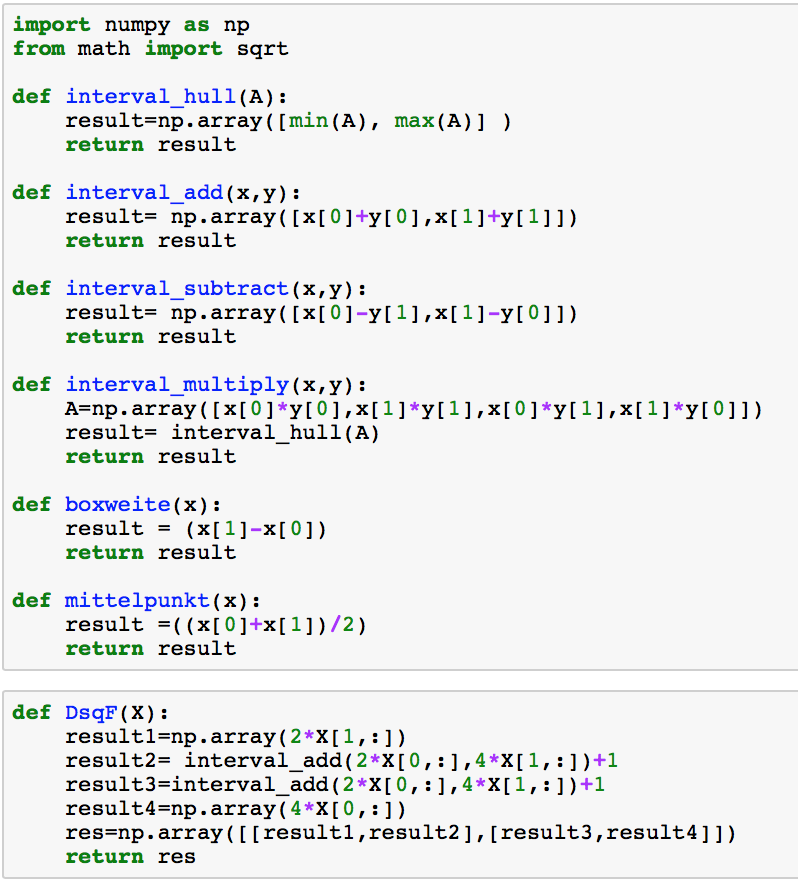 import numpy as np
from math import sqrt

def interval_hull(A):
    result=np.array([min(A), max(A)] )
    return result

def interval_add(x,y):
    result= np.array([x[0]+y[0],x[1]+y[1]])
    return result

def interval_subtract(x,y):
    result= np.array([x[0]-y[1],x[1]-y[0]])
    return result

def interval_multiply(x,y):
    A=np.array([x[0]*y[0],x[1]*y[1],x[0]*y[1],x[1]*y[0]])
    result= interval_hull(A)
    return result

def boxweite(x):
    result = (x[1]-x[0])
    return result

def mittelpunkt(x):
    result =((x[0]+x[1])/2)
    return result

def DsqF(X):
    result1=np.array(2*X[1,:])
    result2= interval_add(2*X[0,:],4*X[1,:])+1
    result3=interval_add(2*X[0,:],4*X[1,:])+1
    result4=np.array(4*X[0,:])
    res=np.array([[result1,result2],[result3,result4]])
    return res